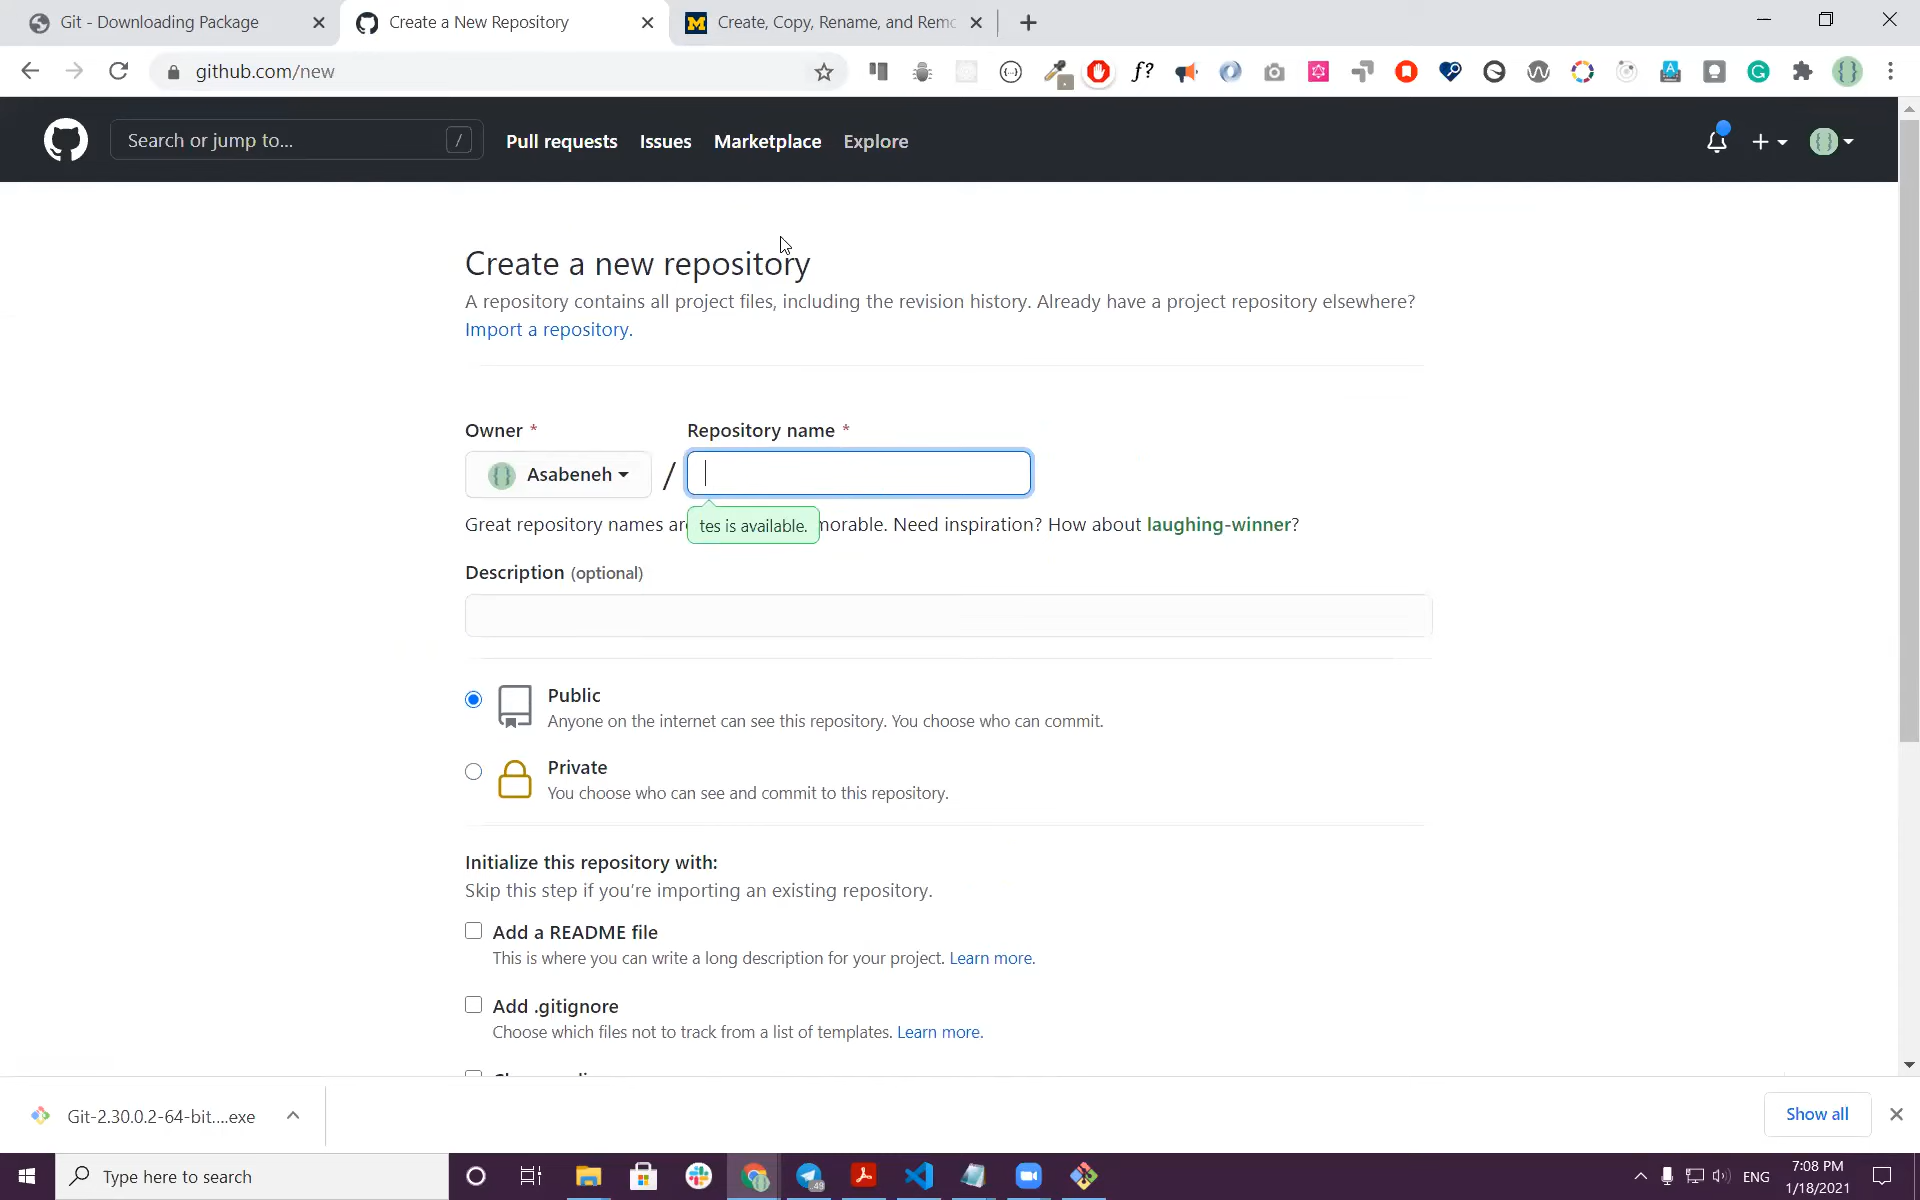 Git - Downloading Package
Create a New Repository
Create, Copy, Rename, and Rem
github.com/new
Search or jump to... /
Pull requests Issues Marketplace Explore
Create a new repository
A repository contains all project files, including the revision history. Already have a project repository elsewhere?
Import a repository.
Owner * Repository name *
Asabeneh / 
Great repository names are morable. Need inspiration? How about laughing-winner?
tes is available.
Description (optional)
Public
Anyone on the internet can see this repository. You choose who can commit.
Private
You choose who can see and commit to this repository.
Initialize this repository with:
Skip this step if you're importing an existing repository.
Add a README file
This is where you can write a long description for your project. Learn more.
Add .gitignore
Choose which files not to track from a list of templates. Learn more.
Git-2.30.0.2-64-bit....exe
Show all
Type here to search
ENG
7:08 PM
1/18/2021